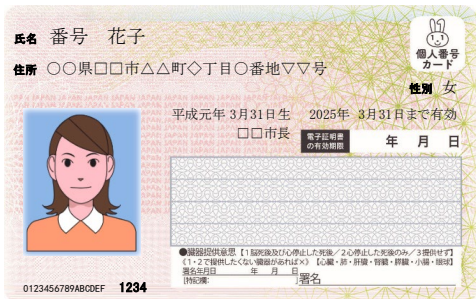 氏名 番号 花子
個人番号
カード
住所 ○○県□□市△△町◇丁目○番地▽▽号
性別 女
平成元年 3月31日生 2025年 3月31日まで有効
□□市長
電子証明書
の有効期限
年 月 日
●臓器提供意思【1脳死後及び心停止した死後／2心停止した死後のみ／3提供せず】
《1・2で提供したくない臓器があれば×》【心臓・肺・肝臓・腎臓・膵臓・小腸・眼球】
署名年月日 年 月 日
[特記欄: ]署名
0123456789ABCDEF 1234